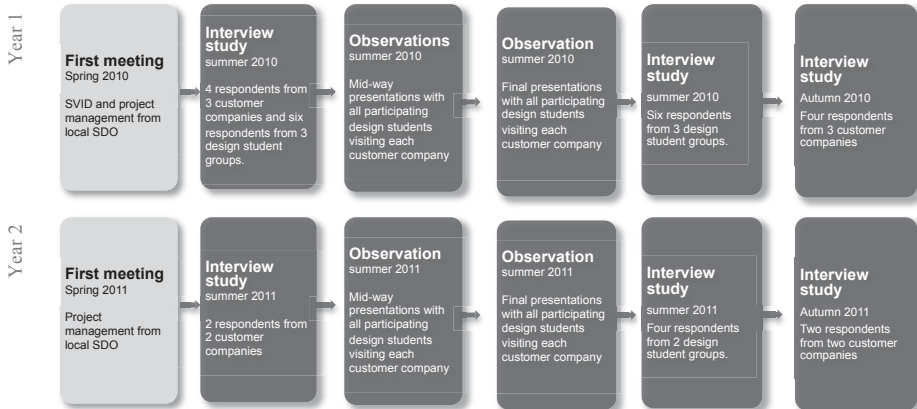 Year 1
First meeting
Spring 2010
SVID and project
management from
local SDO
Interview
study
summer 2010
4 respondents from
3 customer
companies and six
respondents from 3
design student
groups.
Observations
summer 2010
Mid-way
presentations with
all participating
design students
visiting each
customer company
Observation
summer 2010
Final presentations
with all participating
design students
visiting each
customer company
Interview
study
summer 2010
Six respondents
from 3 design
student groups.
Interview
study
Autumn 2010
Four respondents
from 3 customer
companies
Year 2
First meeting
Spring 2011
Project
management from
local SDO
Interview
study
summer 2011
2 respondents from
2 customer
companies
Observation
summer 2011
Mid-way
presentations with
all participating
design students
visiting each
customer company
Observation
summer 2011
Final presentations
with all participating
design students
visiting each
customer company
Interview
study
summer 2011
Four respondents
from 2 design
student groups.
Interview
study
Autumn 2011
Two respondents
from two customer
companies